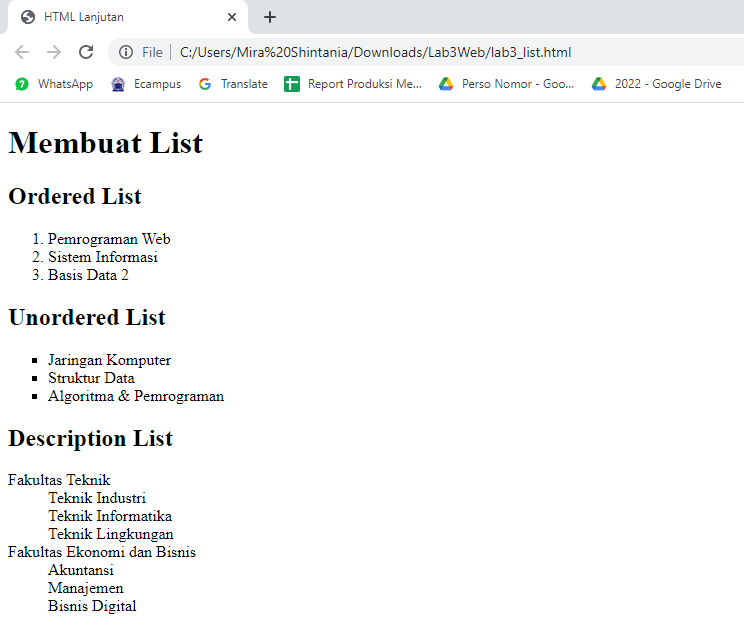 HTML Lanjutan
File | C:/Users/Mira%20Shintania/Downloads/Lab3Web/lab3_list.html
7 WhatsApp Ecampus Translate Report Produksi Me... Perso Nomor - Goo... 2022 - Google Drive
Membuat List
Ordered List
1. Pemrograman Web
2. Sistem Informasi
3. Basis Data 2
Unordered List
▪ Jaringan Komputer
▪ Struktur Data
▪ Algoritma & Pemrograman
Description List
Fakultas Teknik
Teknik Industri
Teknik Informatika
Teknik Lingkungan
Fakultas Ekonomi dan Bisnis
Akuntansi
Manajemen
Bisnis Digital